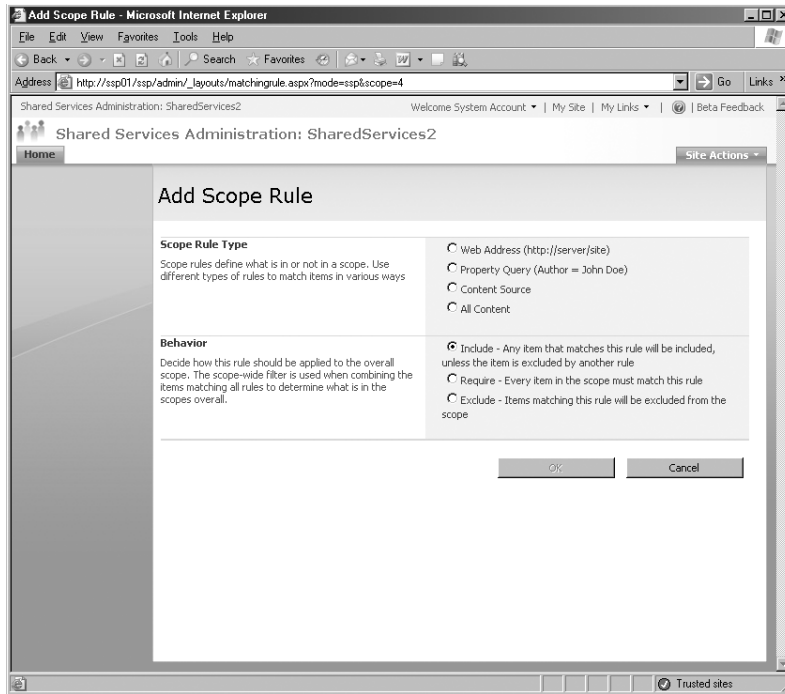 Add Scope Rule - Microsoft Internet Explorer
File Edit View Favorites Tools Help
Back Search Favorites
Address http://ssp01/ssp/admin/_layouts/matchingrule.aspx?mode=ssp&scope=4 Go Links »
Shared Services Administration: SharedServices2 Welcome System Account | My Site | My Links | | Beta Feedback
Shared Services Administration: SharedServices2
Home Site Actions
Add Scope Rule
Scope Rule Type
Scope rules define what is in or not in a scope. Use
different types of rules to match items in various ways
Web Address (http://server/site)
Property Query (Author = John Doe)
Content Source
All Content
Behavior
Decide how this rule should be applied to the overall
scope. The scope-wide filter is used when combining the
items matching all rules to determine what is in the
scopes overall.
Include - Any item that matches this rule will be included,
unless the item is excluded by another rule
Require - Every item in the scope must match this rule
Exclude - Items matching this rule will be excluded from the
scope
OK Cancel
Trusted sites